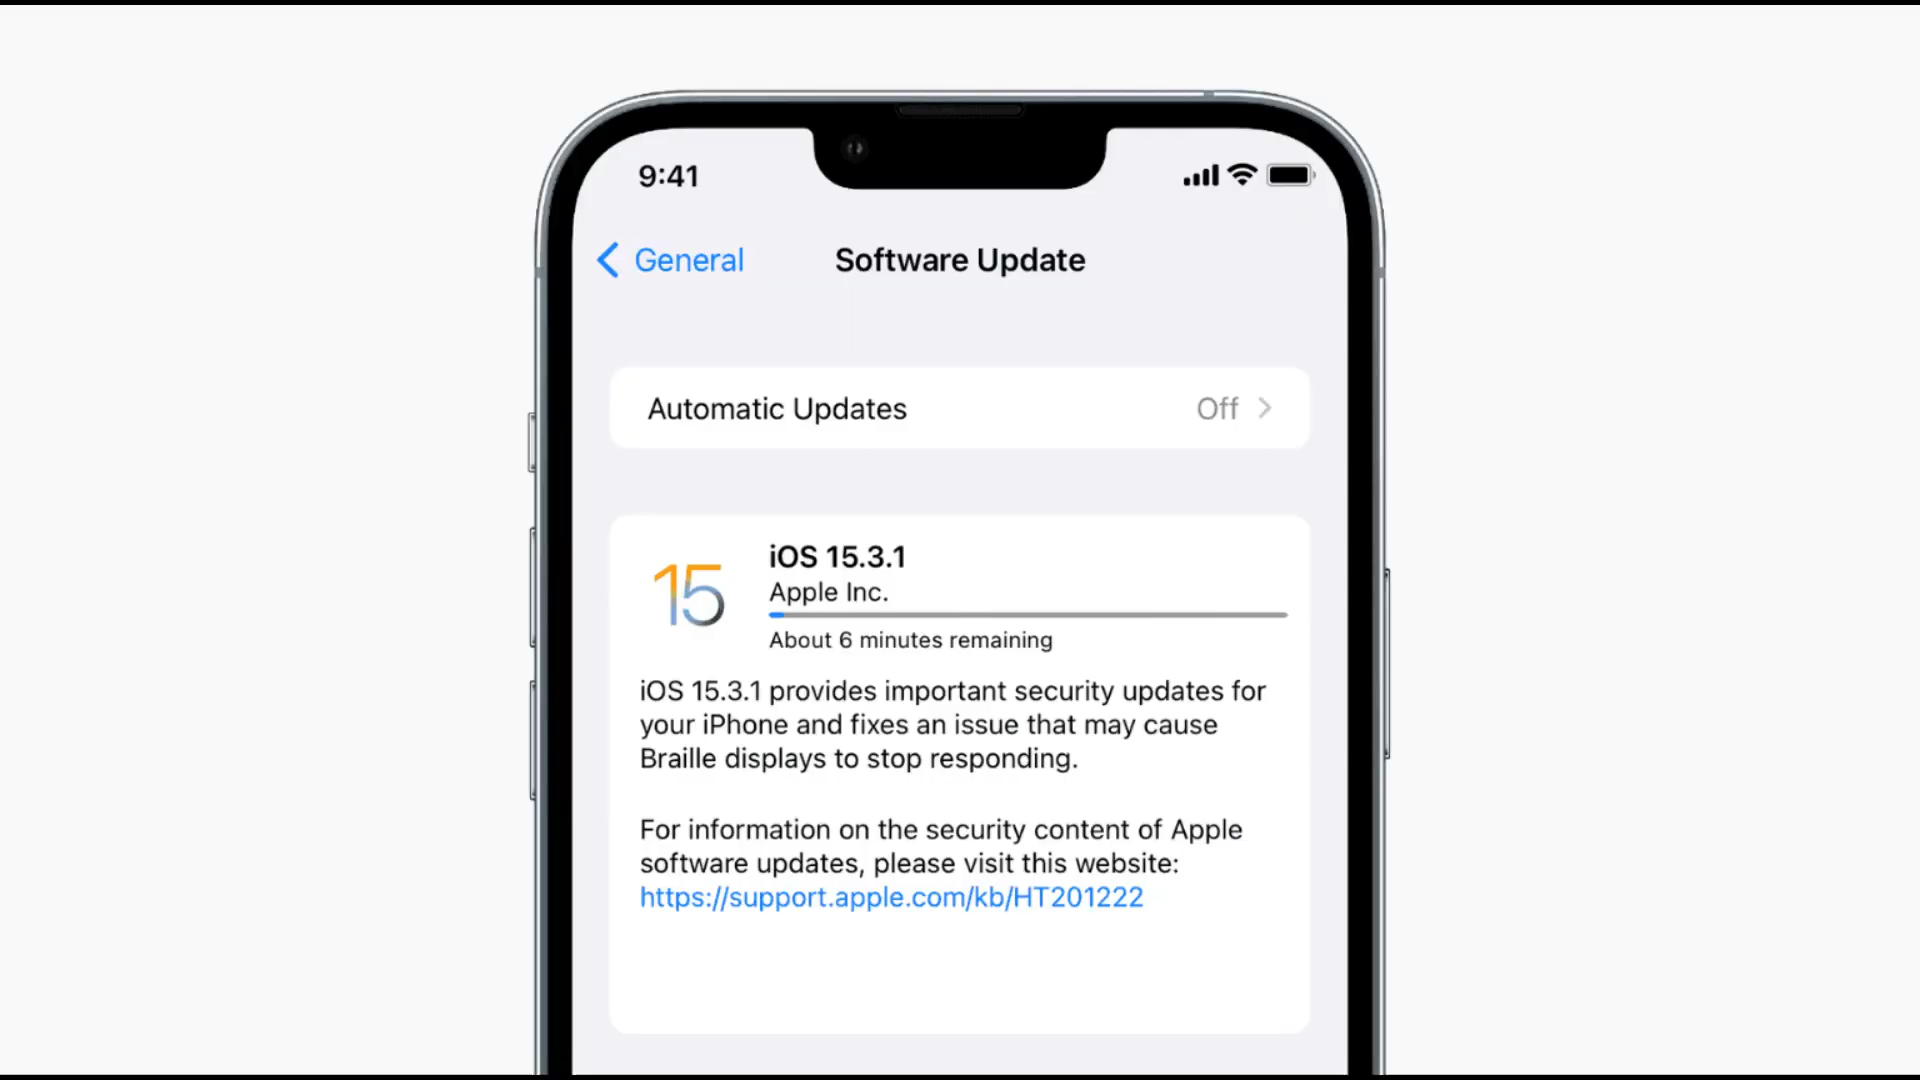 9:41
General
Software Update
Automatic Updates
Off
15
iOS 15.3.1
Apple Inc.
About 6 minutes remaining
iOS 15.3.1 provides important security updates for
your iPhone and fixes an issue that may cause
Braille displays to stop responding.
For information on the security content of Apple
software updates, please visit this website:
https://support.apple.com/kb/HT201222